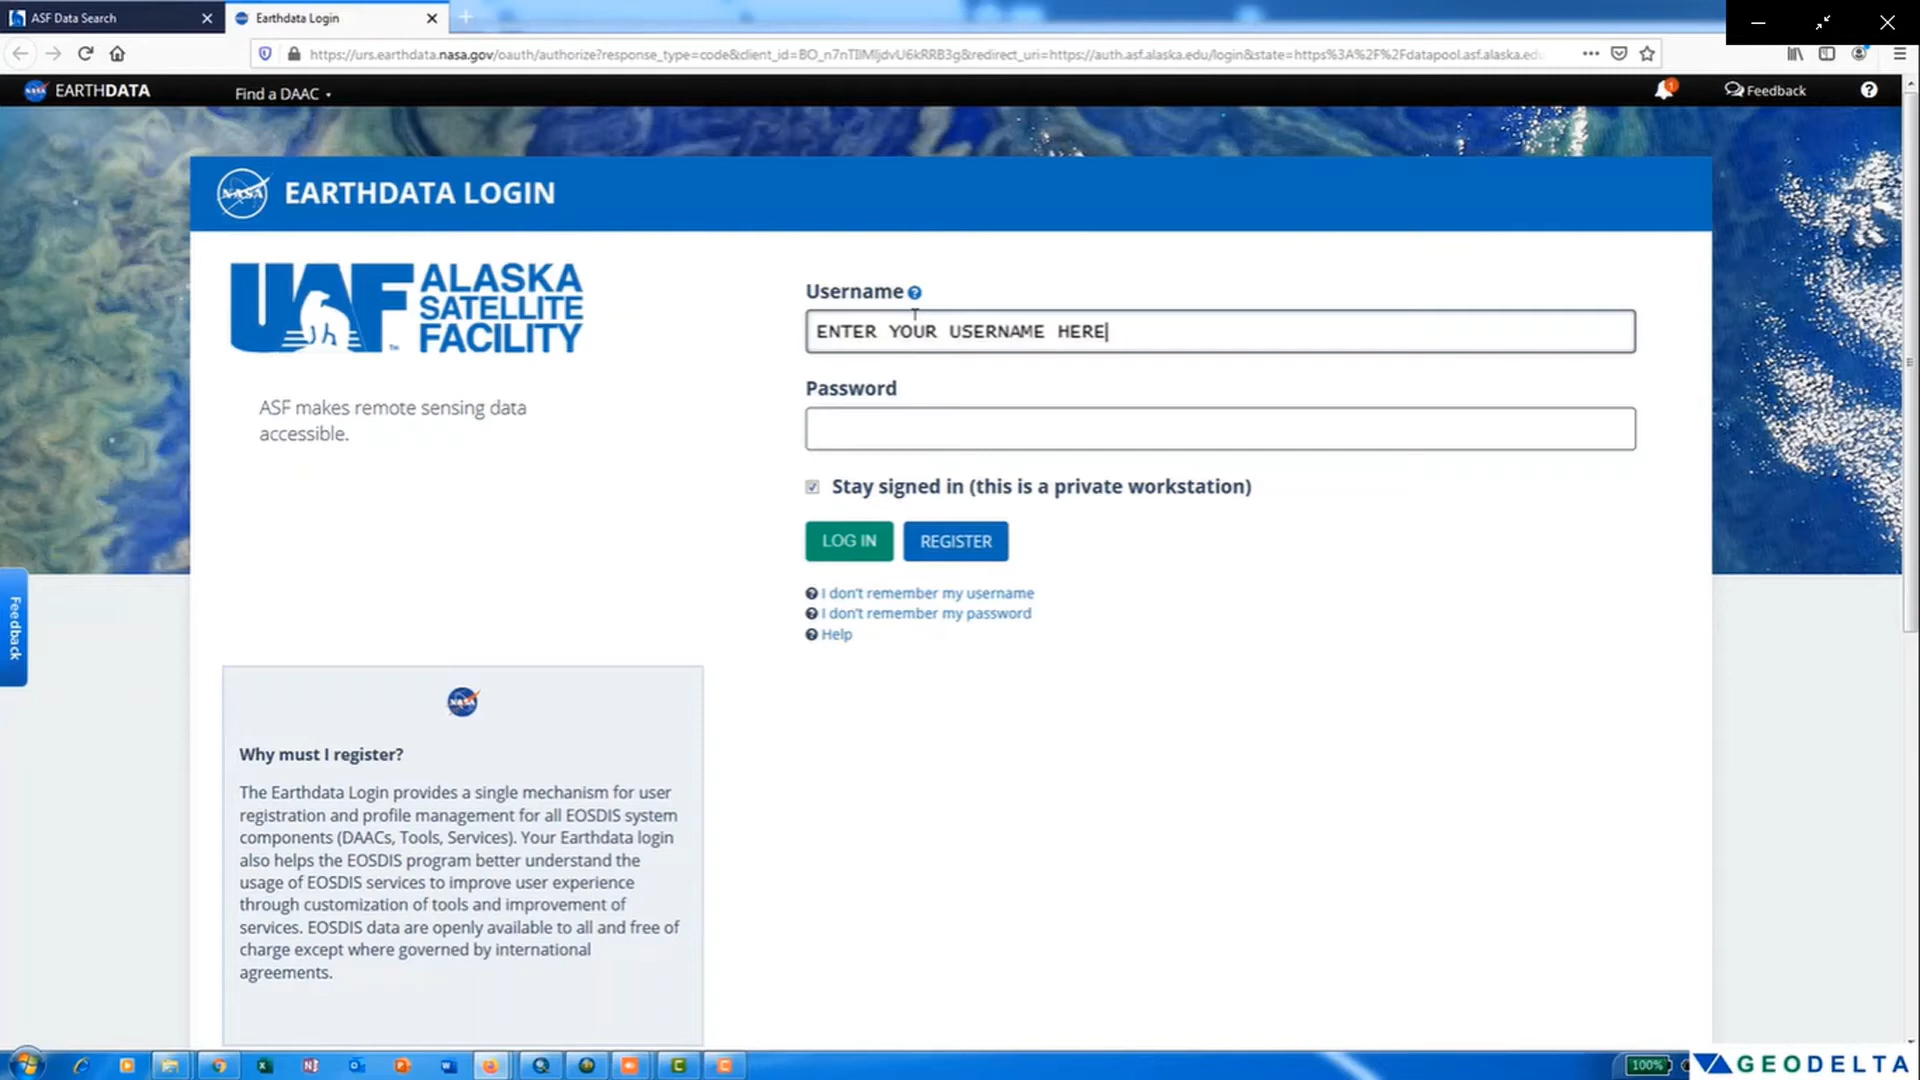 ASF Data Search
Earthdata Login
https://urs.earthdata.nasa.gov/oauth/authorize?response_type=code&client_id=BO_n7nTIlMljdvU6kRRB3g&redirect_uri=https://auth.asf.alaska.edu/login&state=https%3A%2F%2Fdatapool.asf.alaska.edu
EARTHDATA
Find a DAAC
1
Feedback
NASA
EARTHDATA LOGIN
UAF ALASKA
SATELLITE
FACILITY
TM
ASF makes remote sensing data
accessible.
Username
ENTER YOUR USERNAME HERE
Password
Stay signed in (this is a private workstation)
LOG IN
REGISTER
I don't remember my username
I don't remember my password
Help
Feedback
NASA
Why must I register?
The Earthdata Login provides a single mechanism for user
registration and profile management for all EOSDIS system
components (DAACs, Tools, Services). Your Earthdata login
also helps the EOSDIS program better understand the
usage of EOSDIS services to improve user experience
through customization of tools and improvement of
services. EOSDIS data are openly available to all and free of
charge except where governed by international
agreements.
100%
GEODELTA